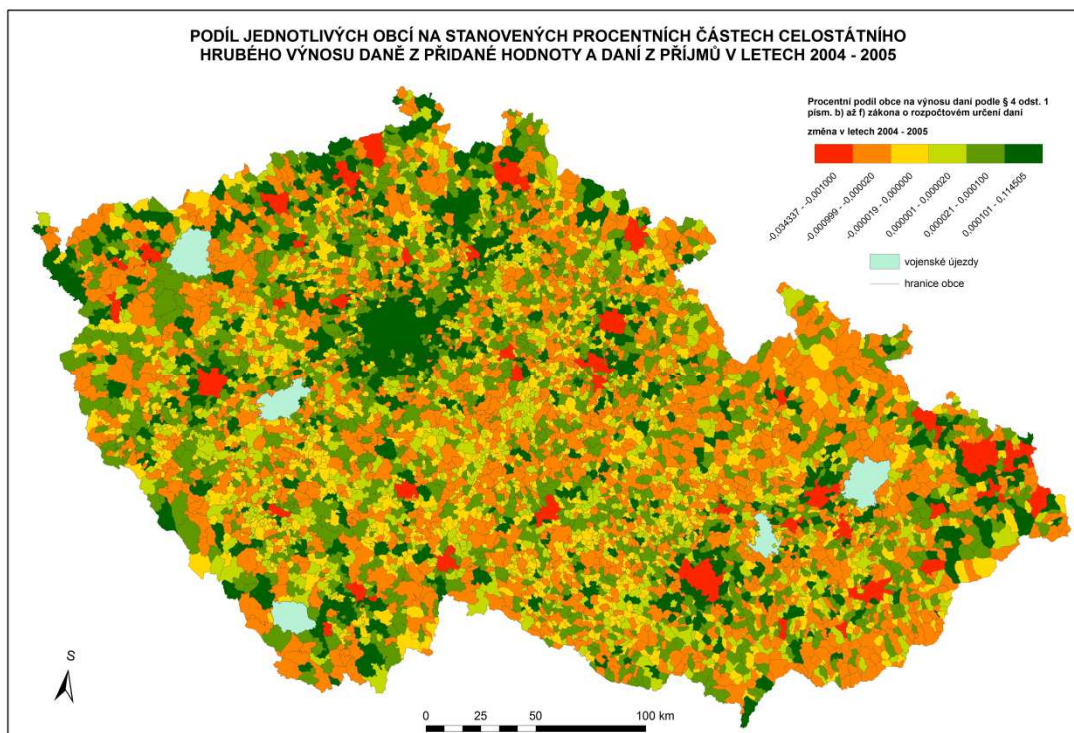 PODÍL JEDNOTLIVÝCH OBCÍ NA STANOVENÝCH PROCENTNÍCH ČÁSTECH CELOSTÁTNÍHO
HRUBÉHO VÝNOSU DANĚ Z PŘIDANÉ HODNOTY A DANÍ Z PŘÍJMŮ V LETECH 2004 - 2005
Procentní podíl obce na výnosu daní podle § 4 odst. 1
písm. b) až f) zákona o rozpočtovém určení daní
změna v letech 2004 - 2005
-0,034337 - -0,001000
-0,000999 - -0,000020
-0,000019 - 0,000000
0,000001 - 0,000020
0,000021 - 0,000100
0,000101 - 0,114505
vojenské újezdy
hranice obce
S
0 25 50 100 km